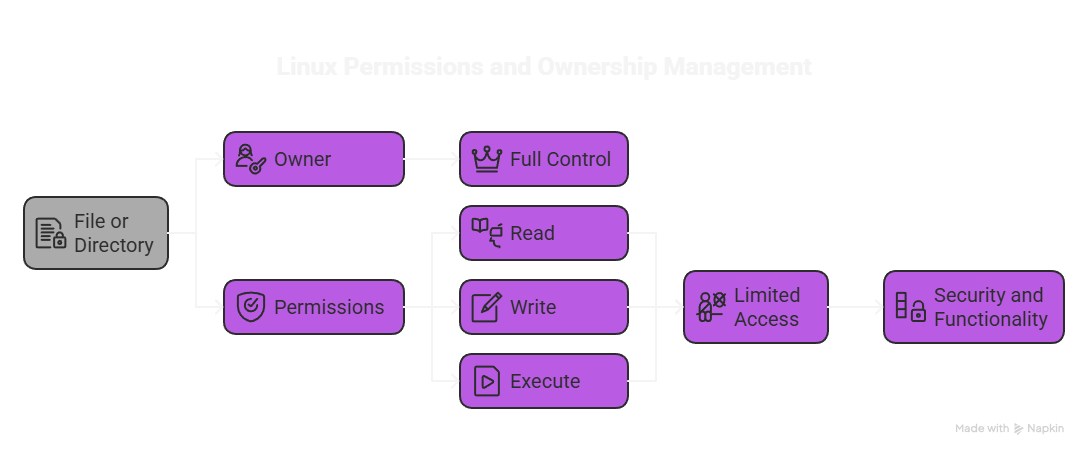 Linux Permissions and Ownership Management
File or
Directory
Owner
Full Control
Read
Permissions
Write
Execute
Limited
Access
Security and
Functionality
Made with Napkin